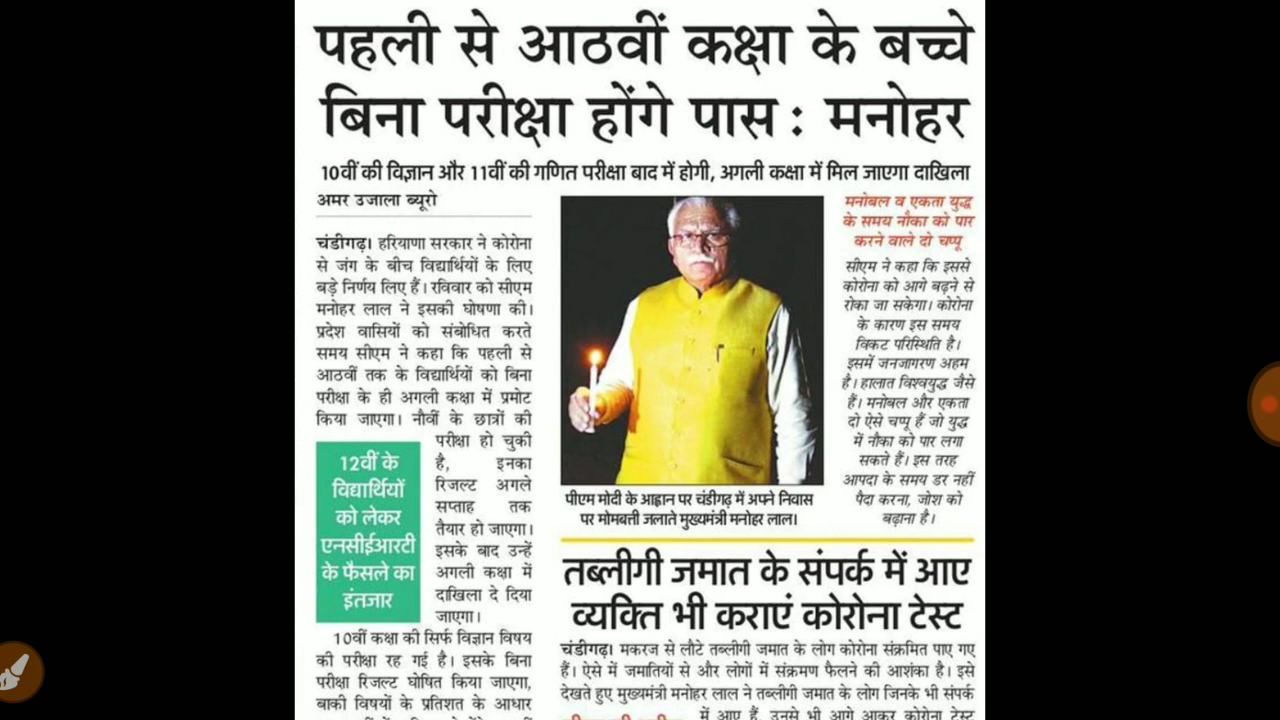 पहली से आठवीं कक्षा के बच्चे
बिना परीक्षा होंगे पास : मनोहर
10वीं की विज्ञान और 11वीं की गणित परीक्षा बाद में होगी, अगली कक्षा में मिल जाएगा दाखिला
अमर उजाला ब्यूरो
चंडीगढ़। हरियाणा सरकार ने कोरोना
से जंग के बीच विद्यार्थियों के लिए
बड़े निर्णय लिए हैं। रविवार को सीएम
मनोहर लाल ने इसकी घोषणा की।
प्रदेश वासियों को संबोधित करते
समय सीएम ने कहा कि पहली से
आठवीं तक के विद्यार्थियों को बिना
परीक्षा के ही अगली कक्षा में प्रमोट
किया जाएगा। नौवीं के छात्रों की
परीक्षा हो चुकी
है, इनका
रिजल्ट अगले
सप्ताह तक
तैयार हो जाएगा।
इसके बाद उन्हें
अगली कक्षा में
दाखिला दे दिया
जाएगा।
12वीं के
विद्यार्थियों
को लेकर
एनसीईआरटी
के फैसले का
इंतजार
10वीं कक्षा की सिर्फ विज्ञान विषय
की परीक्षा रह गई है। इसके बिना
परीक्षा रिजल्ट घोषित किया जाएगा,
बाकी विषयों के प्रतिशत के आधार
पीएम मोदी के आह्वान पर चंडीगढ़ में अपने निवास
पर मोमबत्ती जलाते मुख्यमंत्री मनोहर लाल।
मनोबल व एकता युद्ध
के समय नौका को पार
करने वाले दो चप्पू
सीएम ने कहा कि इससे
कोरोना को आगे बढ़ने से
रोका जा सकेगा। कोरोना
के कारण इस समय
विकट परिस्थिति है।
इसमें जनजागरण अहम
है। हालात विश्वयुद्ध जैसे
हैं। मनोबल और एकता
दो ऐसे चप्पू हैं जो युद्ध
में नौका को पार लगा
सकते हैं। इस तरह
आपदा के समय डर नहीं
पैदा करना, जोश को
बढ़ाना है।
तब्लीगी जमात के संपर्क में आए
व्यक्ति भी कराएं कोरोना टेस्ट
चंडीगढ़। मकरज से लौटे तब्लीगी जमात के लोग कोरोना संक्रमित पाए गए
हैं। ऐसे में जमातियों से और लोगों में संक्रमण फैलने की आशंका है। इसे
देखते हुए मुख्यमंत्री मनोहर लाल ने तब्लीगी जमात के लोग जिनके भी संपर्क
में आए हैं, उनसे भी आगे आकर कोरोना टेस्ट